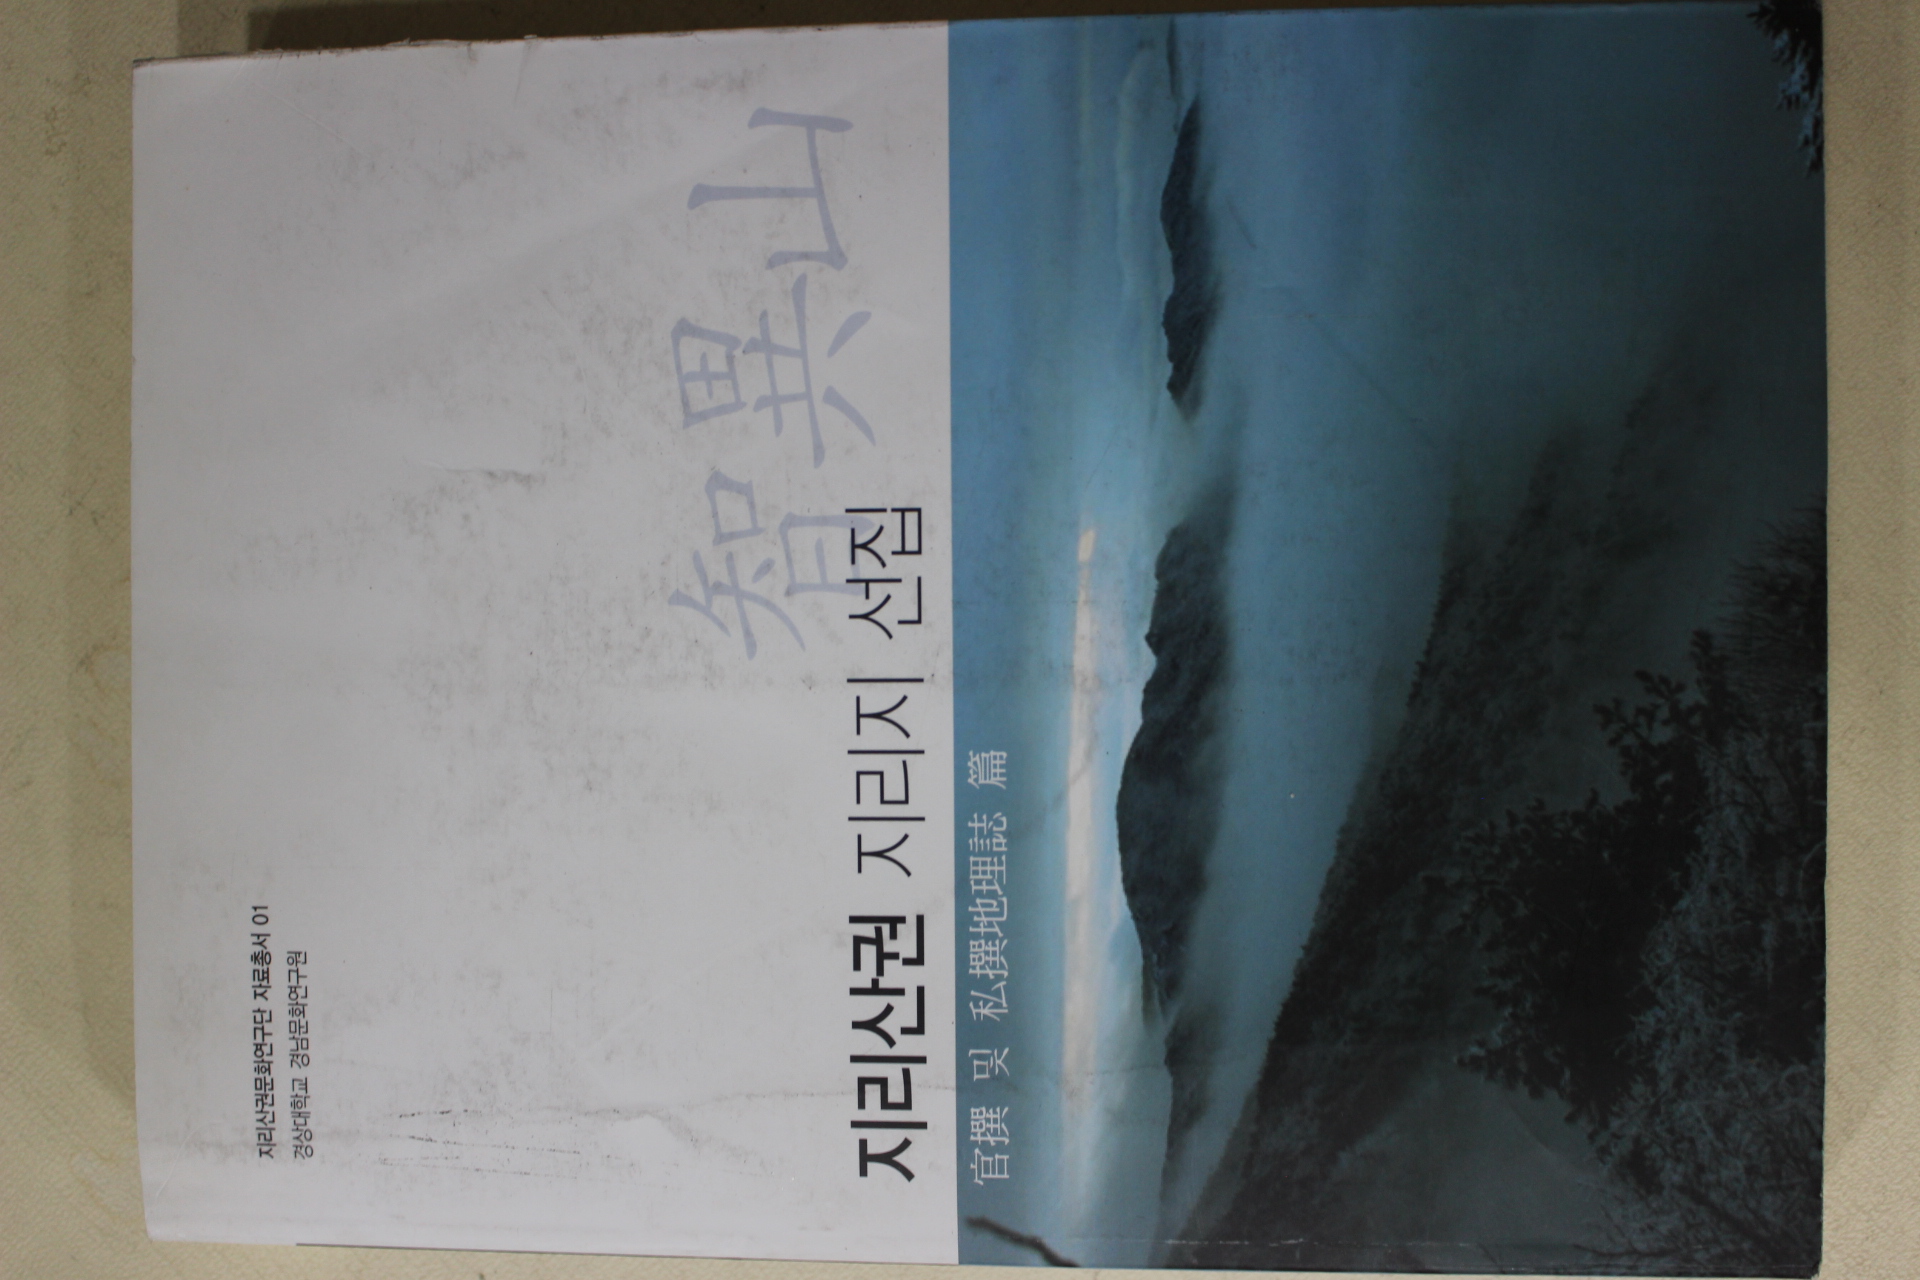 지리산권문화연구단 자료총서 01
경상대학교 경남문화연구원
智異山
지리산권 지리지 선집
官撰 및 私撰地理誌 篇